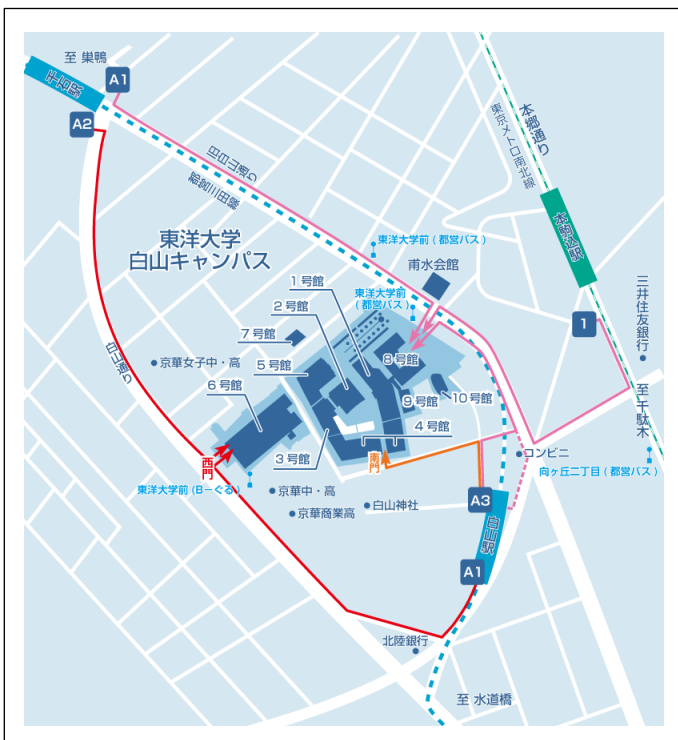 至 巣鴨
A1
千石駅
A2
旧白山通り
都営三田線
本郷通り
東京メトロ南北線
本駒込駅
東洋大学
白山キャンパス
東洋大学前(都営バス)
甫水会館
東洋大学前
(都営バス)
1号館
2号館
7号館
5号館
6号館
8号館
9号館
10号館
4号館
3号館
1
三井住友銀行
至 千駄木
白山通り
京華女子中・高
西門
東洋大学前(B-ぐる)
南門
コンビニ
向ヶ丘二丁目(都営バス)
京華中・高
京華商業高
白山神社
A3
白山駅
A1
北陸銀行
至 水道橋